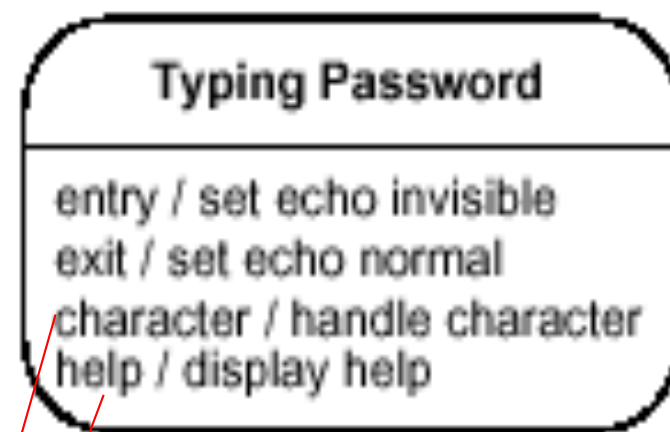 Typing Password
entry / set echo invisible
exit / set echo normal
character / handle character
help / display help